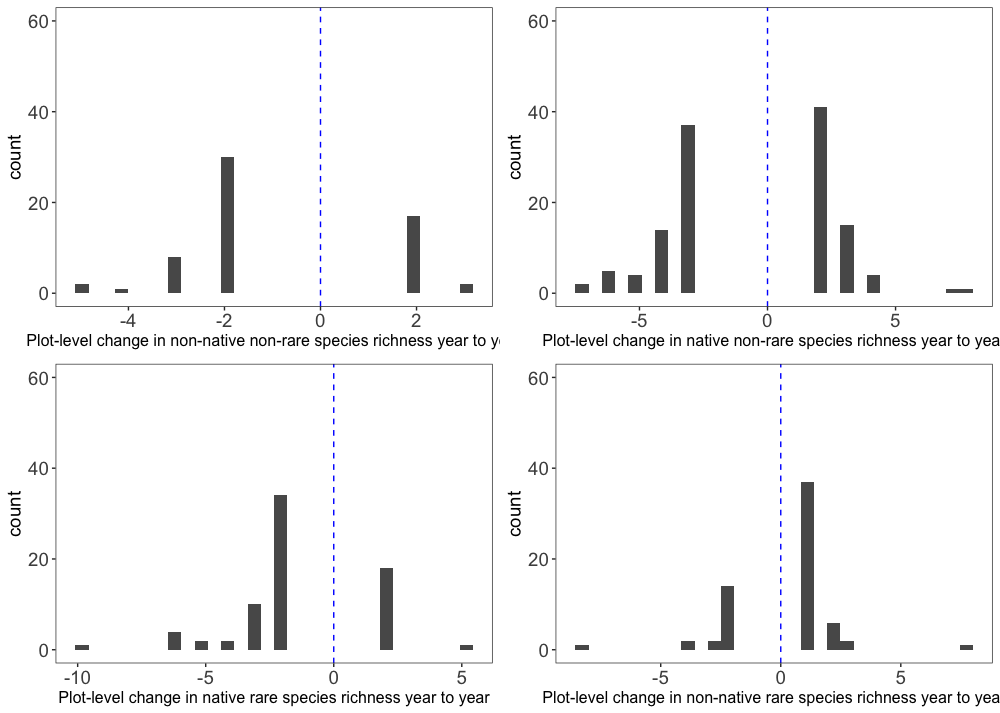 60
40
20
0
count
-4 -2 0 2
Plot-level change in non-native non-rare species richness year to
60
40
20
0
count
-5 0 5
Plot-level change in native non-rare species richness year to yea
60
40
20
0
count
-10 -5 0 5
Plot-level change in native rare species richness year to year
60
40
20
0
count
-5 0 5
Plot-level change in non-native rare species richness year to yea